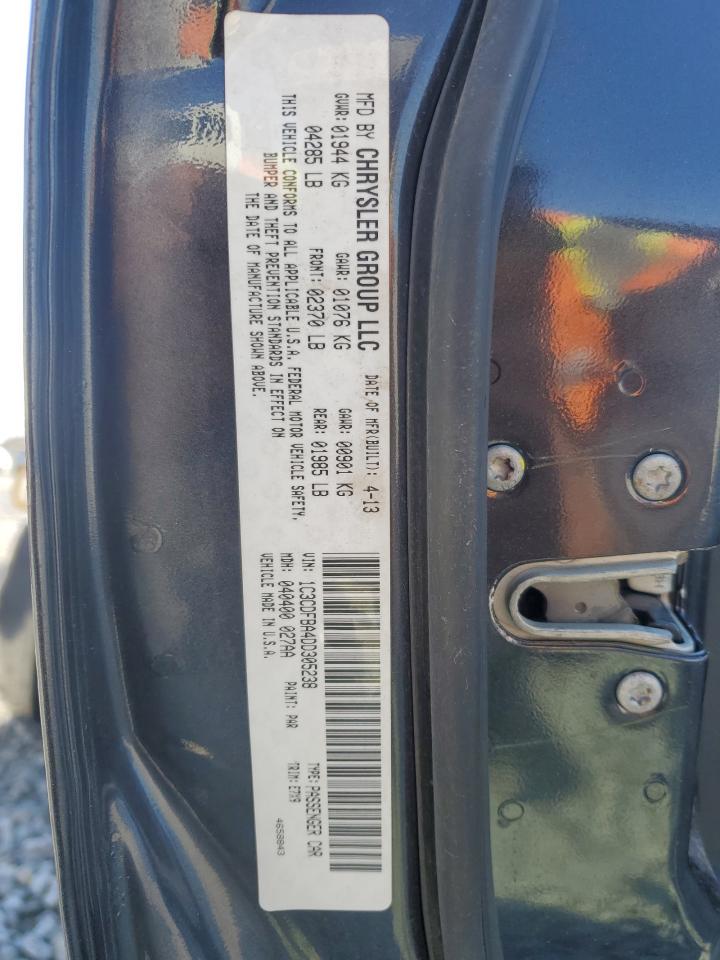 MFD BY CHRYSLER GROUP LLC DATE OF MFR(BUILT): 4-13
GVWR: 01944 KG GAWR: 01076 KG GAWR: 00901 KG
04285 LB FRONT: 02370 LB REAR: 01985 LB
THIS VEHICLE CONFORMS TO ALL APPLICABLE U.S.A. FEDERAL MOTOR VEHICLE SAFETY,
BUMPER AND THEFT PREVENTION STANDARDS IN EFFECT ON
THE DATE OF MANUFACTURE SHOWN ABOVE.
VIN: 1C3CDFBA4DD305238 TYPE: PASSENGER CAR
MDH: 040400 027AA PAINT: PAR TRIM: E7X9
VEHICLE MADE IN U.S.A. 4658843